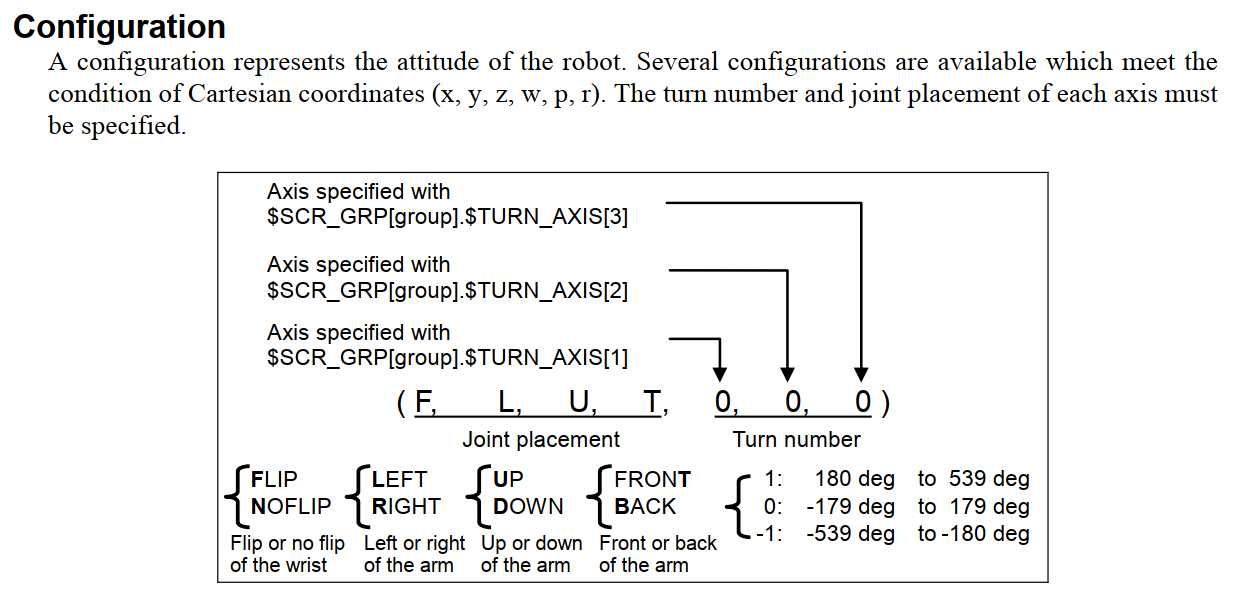 Configuration
A configuration represents the attitude of the robot. Several configurations are available which meet the
condition of Cartesian coordinates (x, y, z, w, p, r). The turn number and joint placement of each axis must
be specified.
Axis specified with
$SCR_GRP[group].$TURN_AXIS[3]
Axis specified with
$SCR_GRP[group].$TURN_AXIS[2]
Axis specified with
$SCR_GRP[group].$TURN_AXIS[1]
( F, L, U, T, 0, 0, 0 )
Joint placement Turn number
FLIP LEFT UP FRONT 1: 180 deg to 539 deg
NOFLIP RIGHT DOWN BACK 0: -179 deg to 179 deg
-1: -539 deg to -180 deg
Flip or no flip Left or right Up or down Front or back
of the wrist of the arm of the arm of the arm